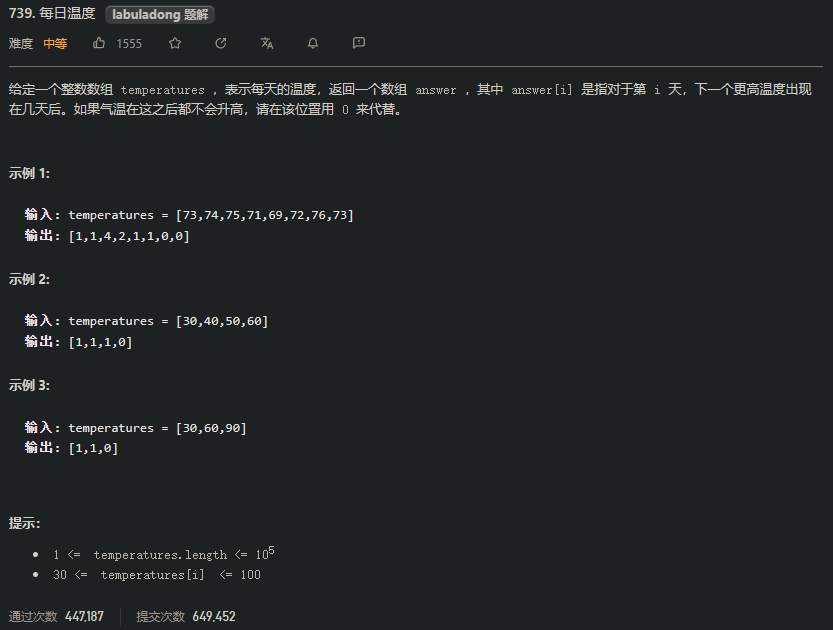 739. 每日温度 labuladong 题解
难度 中等 1555
给定一个整数数组 temperatures ，表示每天的温度，返回一个数组 answer ，其中 answer[i] 是指对于第 i 天，下一个更高温度出现
在几天后。如果气温在这之后都不会升高，请在该位置用 0 来代替。
示例 1:
输入: temperatures = [73,74,75,71,69,72,76,73]
输出: [1,1,4,2,1,1,0,0]
示例 2:
输入: temperatures = [30,40,50,60]
输出: [1,1,1,0]
示例 3:
输入: temperatures = [30,60,90]
输出: [1,1,0]
提示：
• 1 <= temperatures.length <= 10⁵
• 30 <= temperatures[i] <= 100
通过次数 447,187 提交次数 649,452